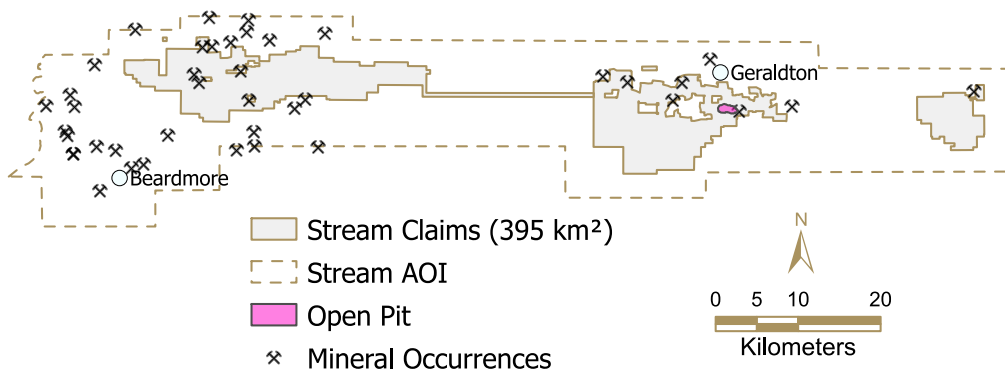 Geraldton
Beardmore
Stream Claims (395 km²)
Stream AOI
Open Pit
Mineral Occurrences
N
0 5 10 20
Kilometers